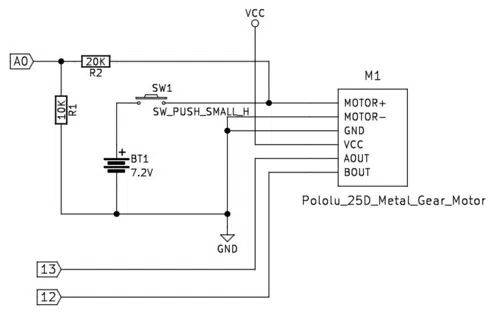 VCC
A0
20K
R2
M1
SW1
10K
R1
MOTOR+
SW_PUSH_SMALL_H
MOTOR-
GND
VCC
+
BT1
7.2V
AOUT
BOUT
Pololu_25D_Metal_Gear_Motor
GND
13
12